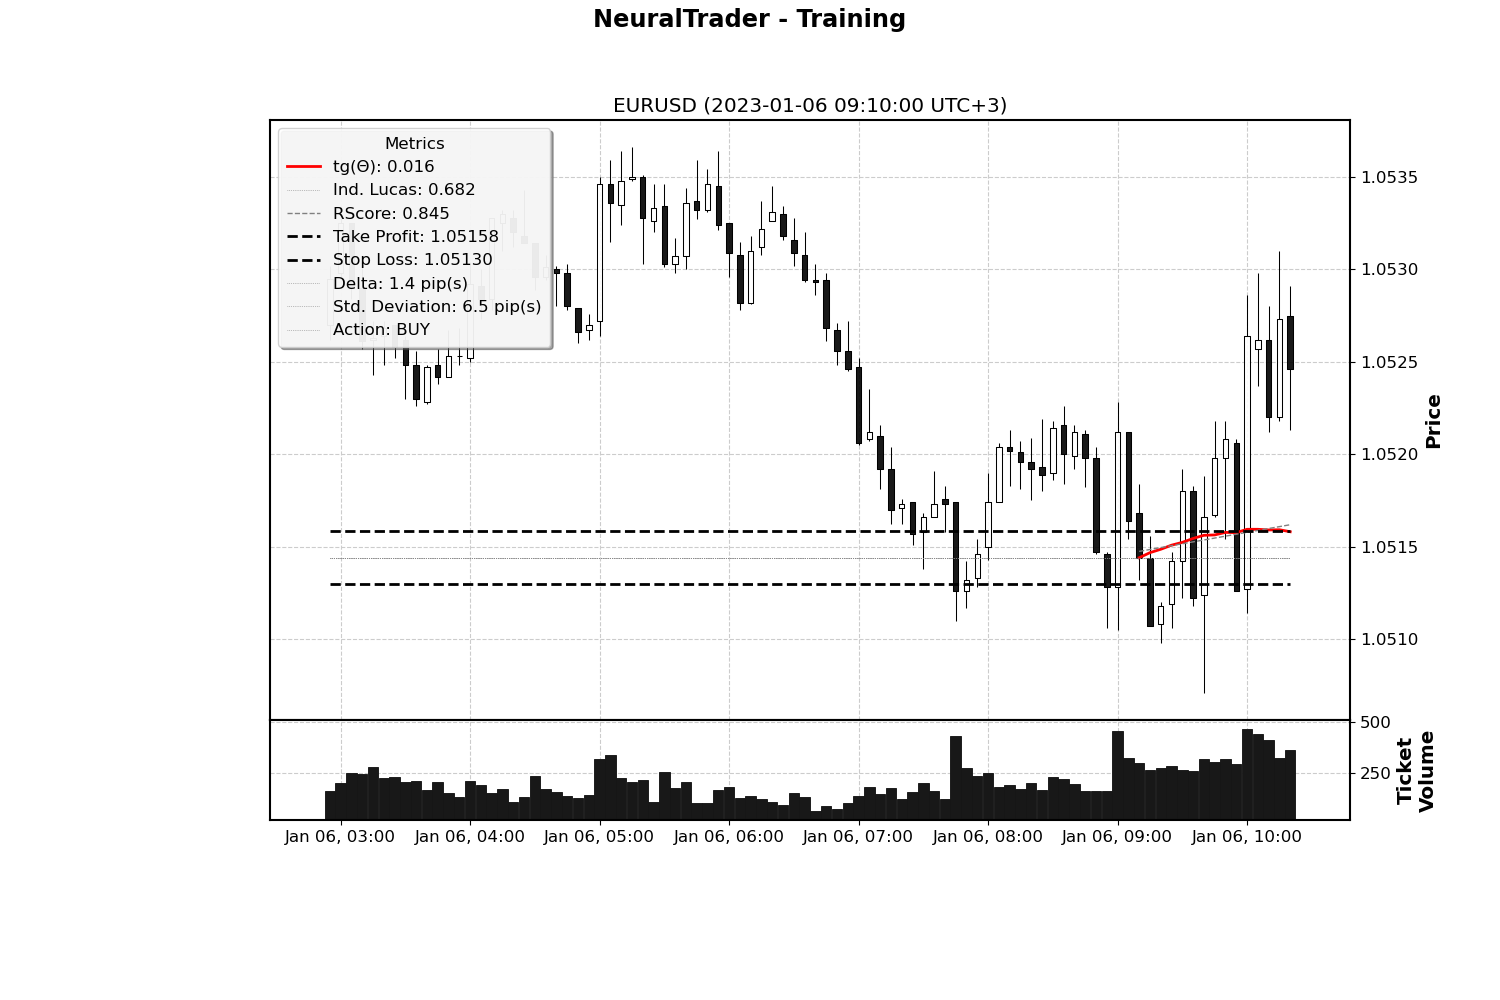 NeuralTrader - Training
EURUSD (2023-01-06 09:10:00 UTC+3)
Metrics
tg(Θ): 0.016
Ind. Lucas: 0.682
RScore: 0.845
Take Profit: 1.05158
Stop Loss: 1.05130
Delta: 1.4 pip(s)
Std. Deviation: 6.5 pip(s)
Action: BUY
1.0535
1.0530
1.0525
1.0520
1.0515
1.0510
Price
500
250
Ticket
Volume
Jan 06, 03:00
Jan 06, 04:00
Jan 06, 05:00
Jan 06, 06:00
Jan 06, 07:00
Jan 06, 08:00
Jan 06, 09:00
Jan 06, 10:00